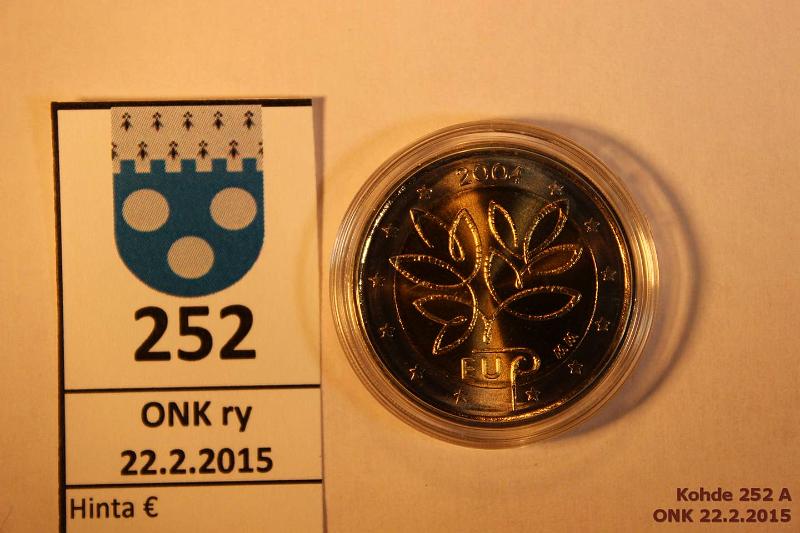 252
ONK ry
22.2.2015
Hinta €
2004
EU
Kohde 252 A
ONK 22.2.2015